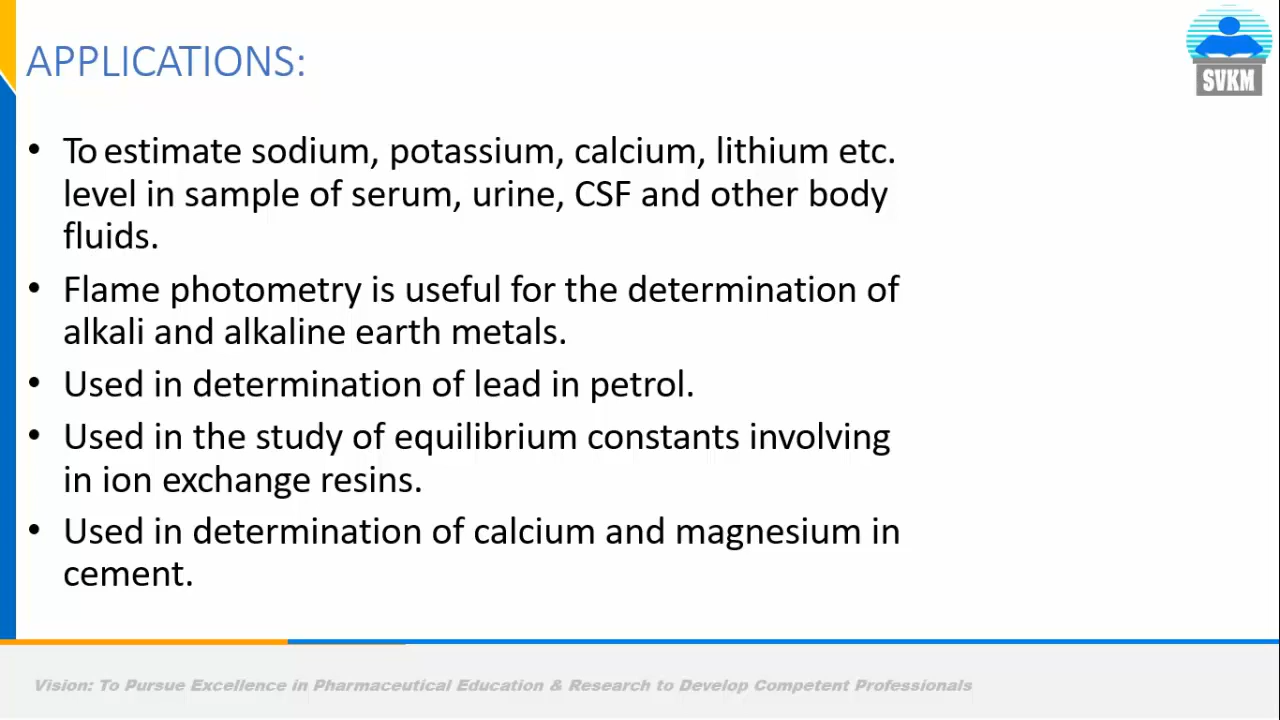 APPLICATIONS:
SVKM
• To estimate sodium, potassium, calcium, lithium etc.
level in sample of serum, urine, CSF and other body
fluids.
• Flame photometry is useful for the determination of
alkali and alkaline earth metals.
• Used in determination of lead in petrol.
• Used in the study of equilibrium constants involving
in ion exchange resins.
• Used in determination of calcium and magnesium in
cement.
Vision: To Pursue Excellence in Pharmaceutical Education & Research to Develop Competent Professionals